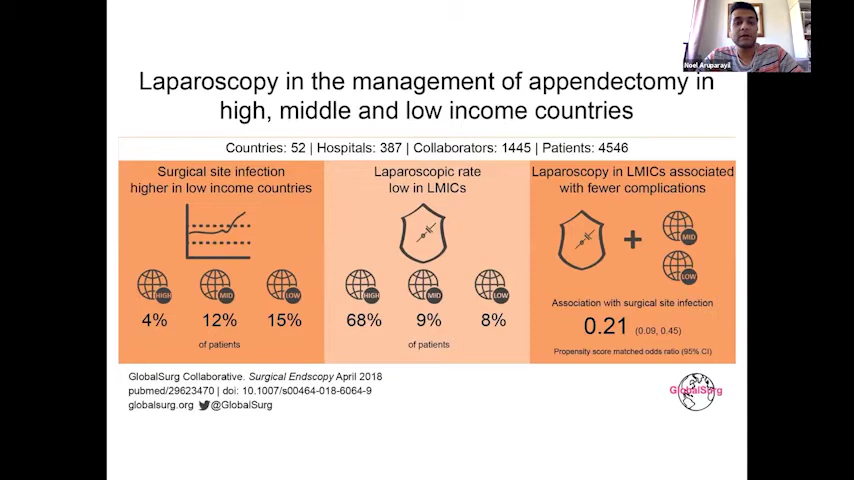 Noel Aruparayil
Laparoscopy in the management of appendectomy in
high, middle and low income countries
Countries: 52 | Hospitals: 387 | Collaborators: 1445 | Patients: 4546
Surgical site infection
higher in low income countries
HIGH
MID
LOW
4%
12%
15%
of patients
Laparoscopic rate
low in LMICs
HIGH
MID
LOW
68%
9%
8%
of patients
Laparoscopy in LMICs associated
with fewer complications
+
MID
LOW
Association with surgical site infection
0.21 (0.09, 0.45)
Propensity score matched odds ratio (95% CI)
GlobalSurg Collaborative. Surgical Endscopy April 2018
pubmed/29623470 | doi: 10.1007/s00464-018-6064-9
globalsurg.org @GlobalSurg
GlobalSurg